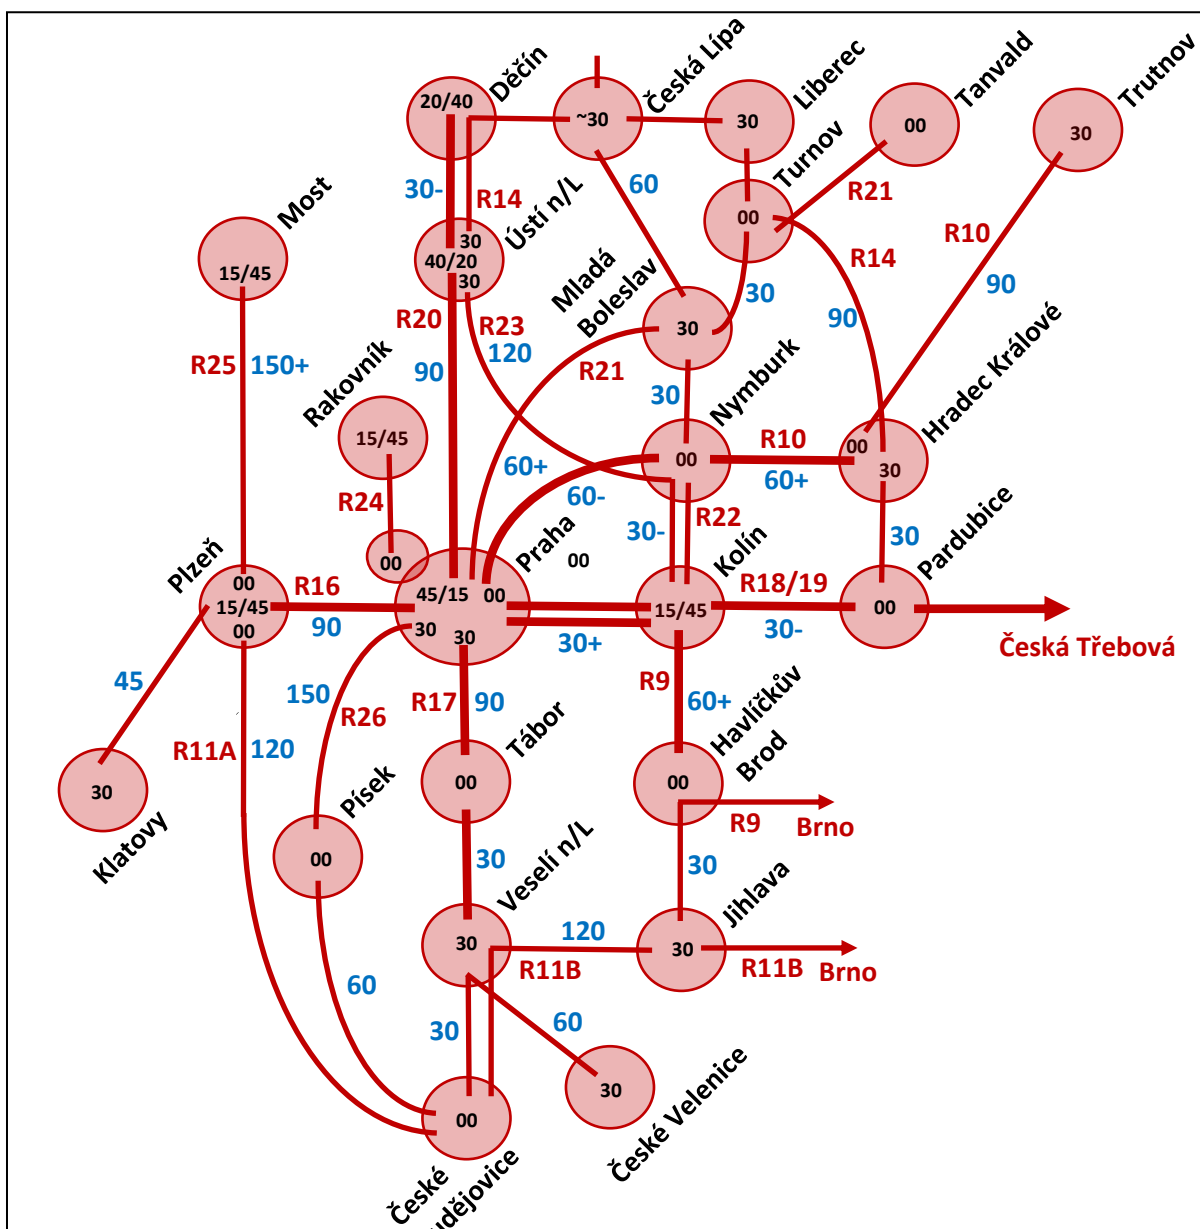 Děčín
20/40
Česká Lípa
~30
Liberec
30
Tanvald
00
Trutnov
30
30-
R14
Ústí n/L
30
40/20
30
60
Turnov
00
R21
R10
90
Most
15/45
R14
90
Mladá
Boleslav
30
30
R20
90
R23
120
R21
R25
150+
Rakovník
15/45
R24
00
60+
60-
30
Nymburk
00
R10
60+
Hradec Králové
00
30
30-
R22
30
Plzeň
00
15/45
00
R16
90
Praha
00
45/15
00
30
30
30+
Kolín
15/45
R18/19
30-
Pardubice
00
Česká Třebová
45
Klatovy
30
R11A
120
150
R26
R17
90
R9
60+
Písek
00
Tábor
00
Havlíčkův
Brod
00
R9
Brno
30
30
Veselí n/L
30
120
R11B
Jihlava
30
R11B
Brno
60
30
60
České Velenice
30
00
České
udějovice